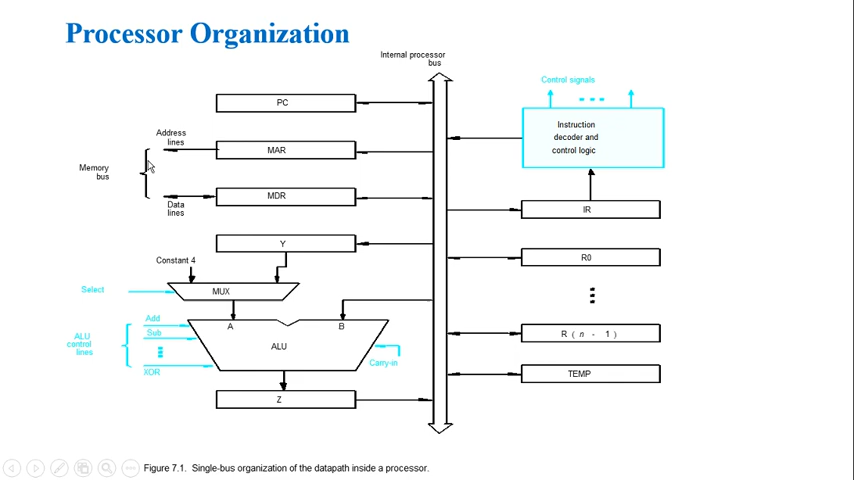 Processor Organization
Internal processor
bus
Control signals
PC
Instruction
decoder and
control logic
Address
lines
MAR
Memory
bus
MDR
Data
lines
IR
Y
Constant 4
R0
Select
MUX
Add
A
B
Sub
ALU
control
lines
ALU
R ( n - 1 )
Carry-in
XOR
TEMP
Z
Figure 7.1. Single-bus organization of the datapath inside a processor.